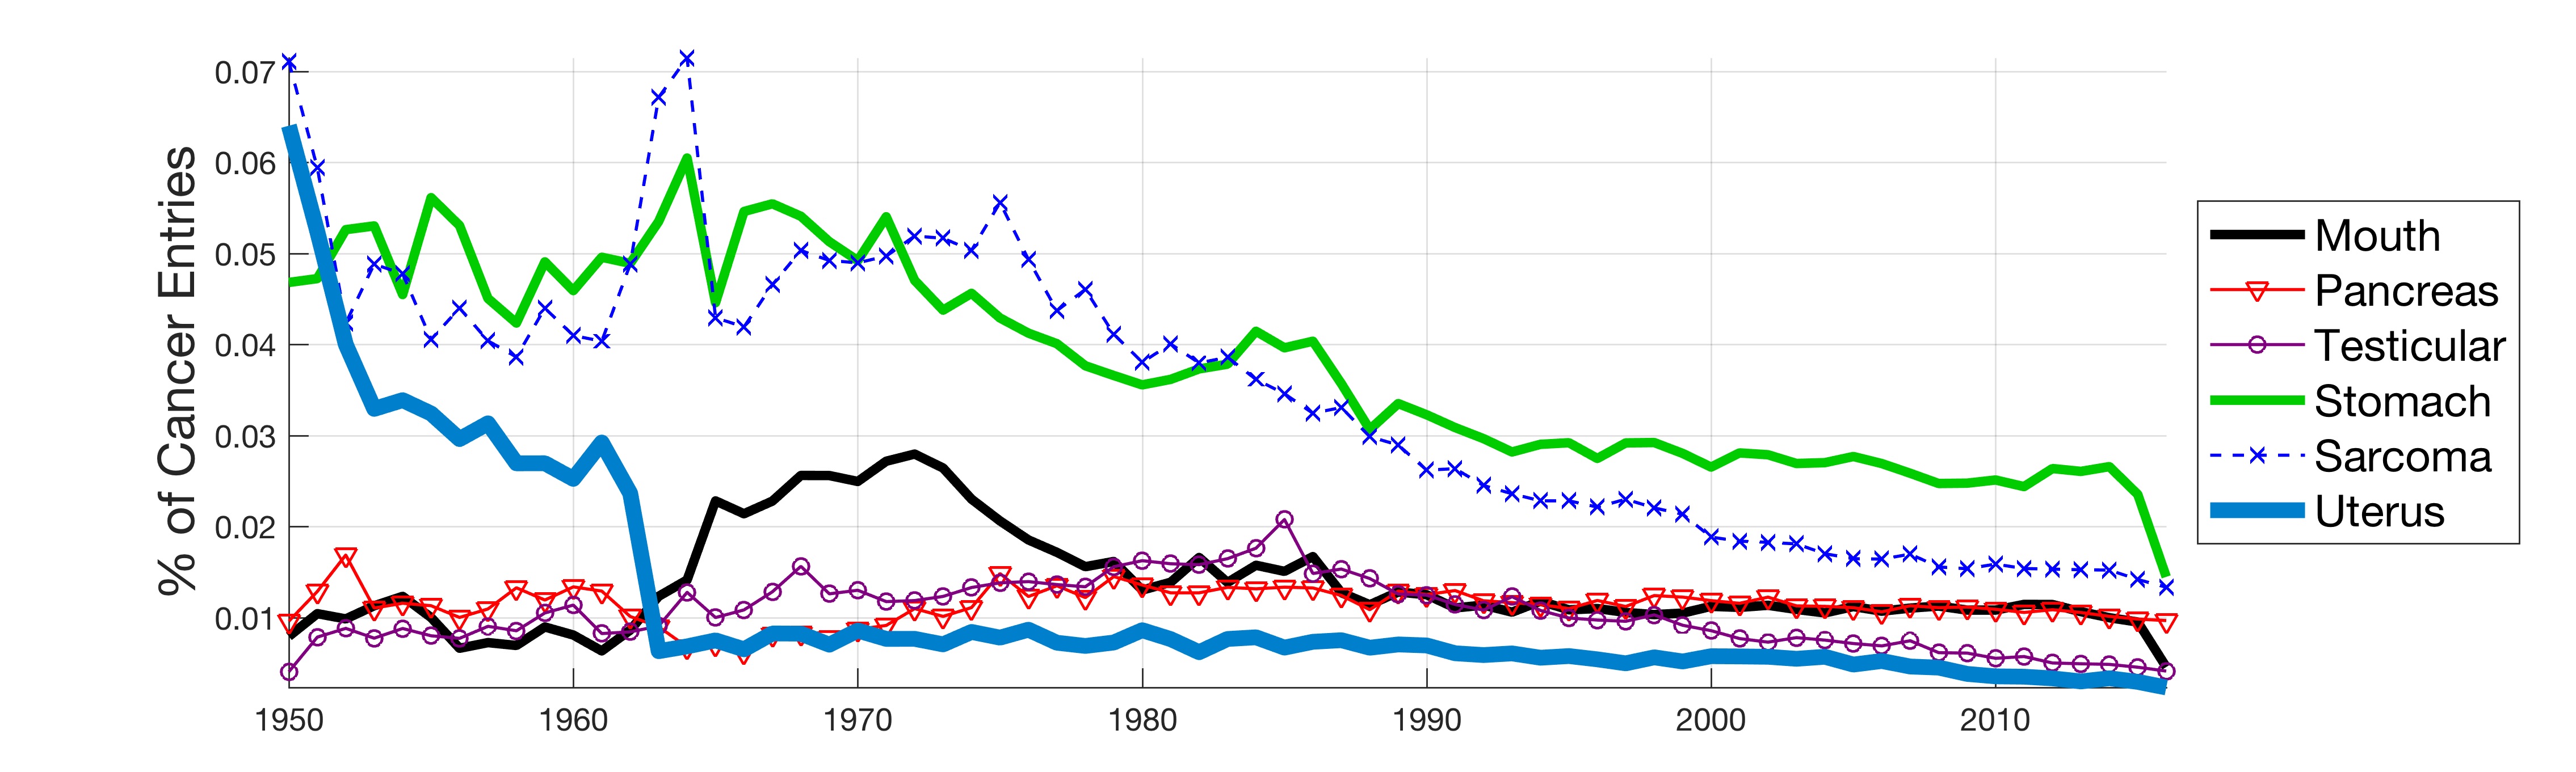 % of Cancer Entries
0.07
0.06
0.05
0.04
0.03
0.02
0.01
1950 1960 1970 1980 1990 2000 2010
Mouth
Pancreas
Testicular
Stomach
Sarcoma
Uterus